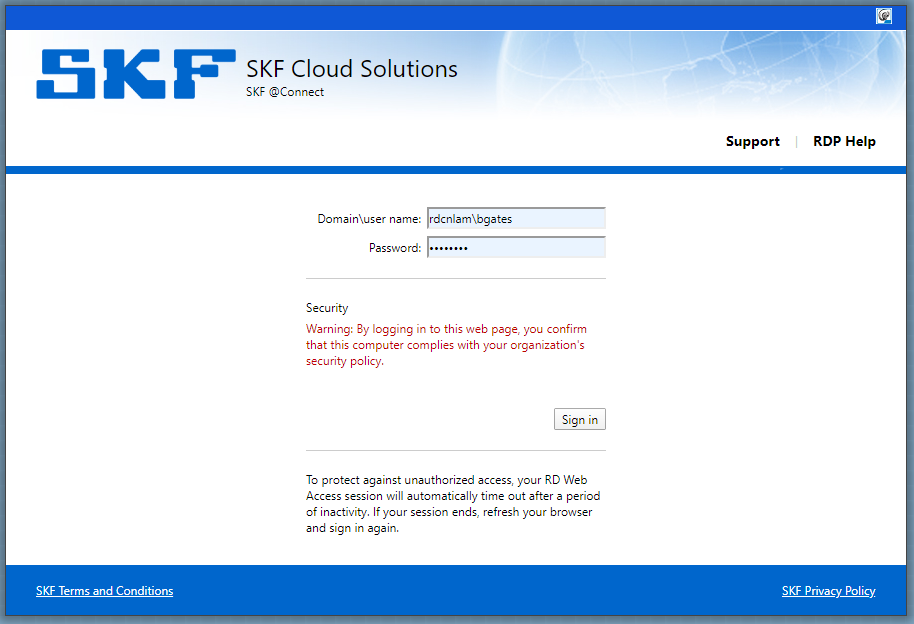 SKF
SKF Cloud Solutions
SKF @Connect
Support | RDP Help
Domain\user name: rdcnlam\bgates
Password: ••••••••
Security
Warning: By logging in to this web page, you confirm
that this computer complies with your organization's
security policy.
Sign in
To protect against unauthorized access, your RD Web
Access session will automatically time out after a period
of inactivity. If your session ends, refresh your browser
and sign in again.
SKF Terms and Conditions
SKF Privacy Policy